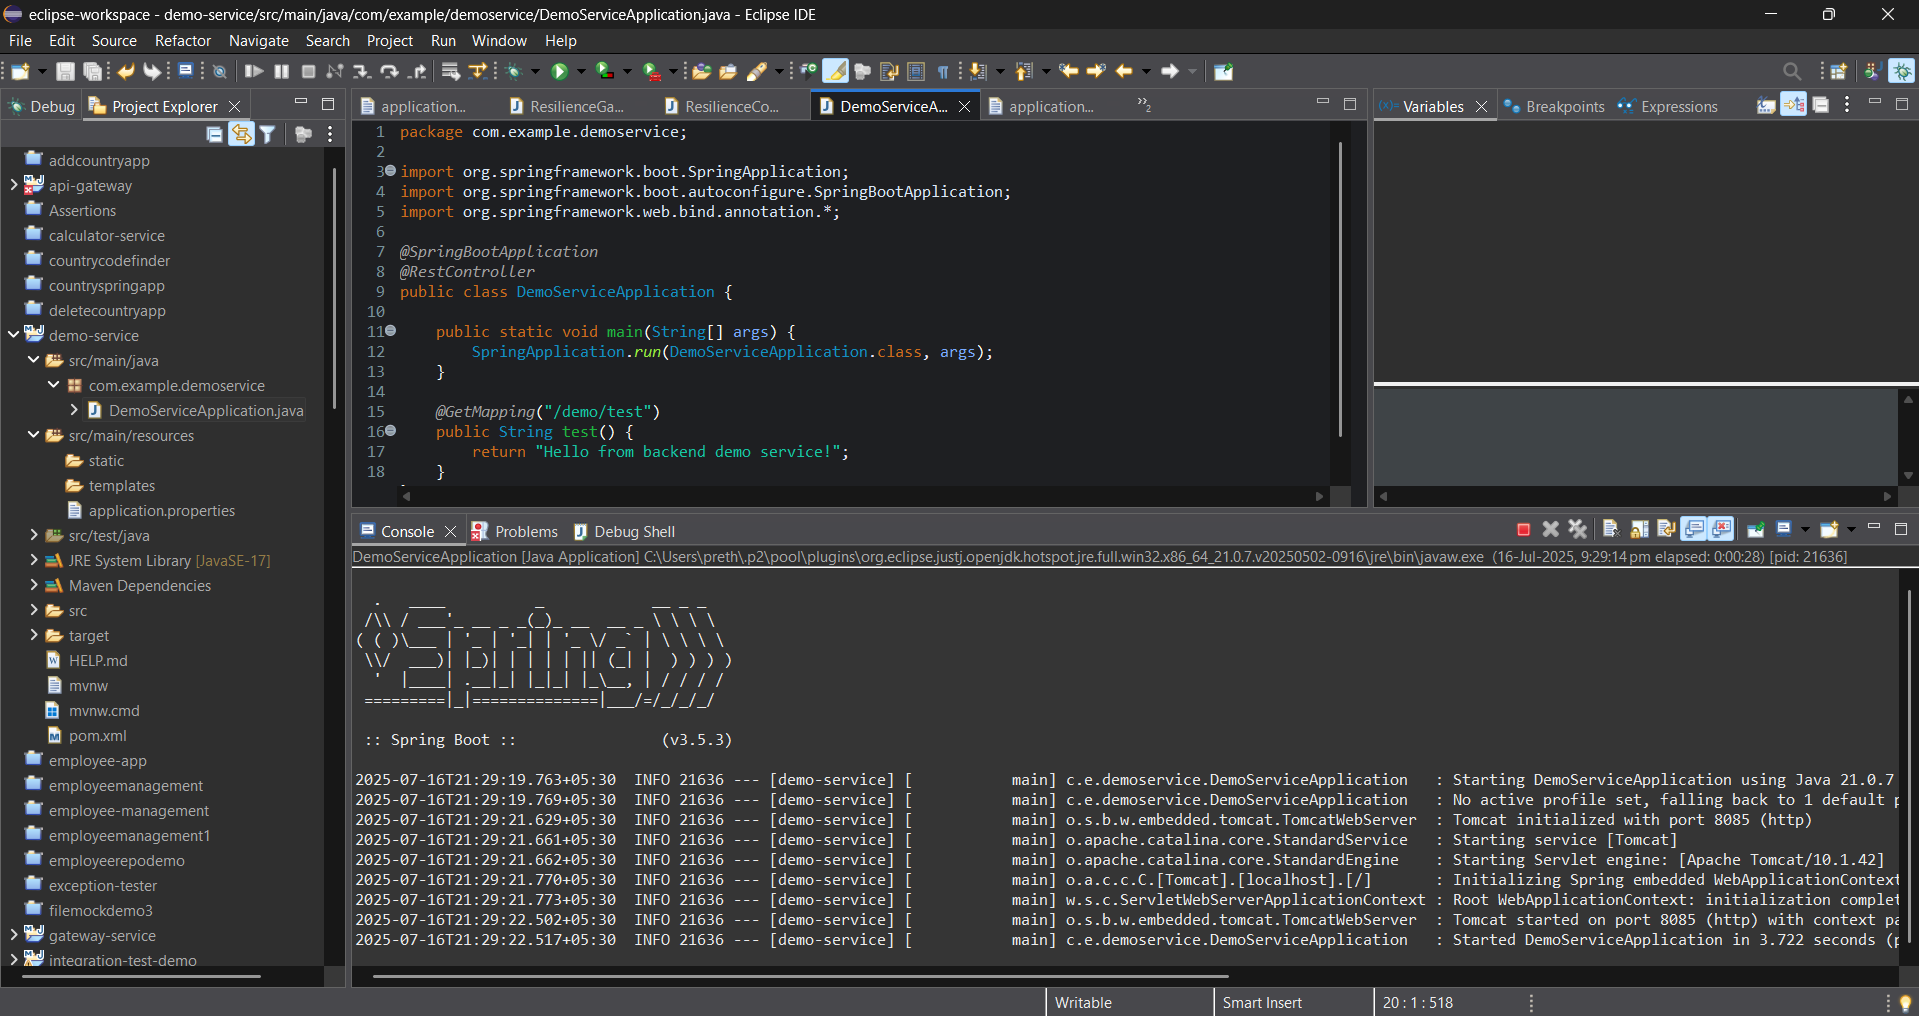 eclipse-workspace - demo-service/src/main/java/com/example/demoservice/DemoServiceApplication.java - Eclipse IDE
File Edit Source Refactor Navigate Search Project Run Window Help
Debug Project Explorer
addcountryapp
api-gateway
Assertions
calculator-service
countrycodefinder
countryspringapp
deletecountryapp
demo-service
src/main/java
com.example.demoservice
DemoServiceApplication.java
src/main/resources
static
templates
application.properties
src/test/java
JRE System Library [JavaSE-17]
Maven Dependencies
src
target
HELP.md
mvnw
mvnw.cmd
pom.xml
employee-app
employeemanagement
employee-management
employeemanagement1
employeerepodemo
exception-tester
filemockdemo3
gateway-service
integration-test-demo
application... ResilienceGa... ResilienceCo... DemoServiceA... application... »2
1 package com.example.demoservice;
2
3 import org.springframework.boot.SpringApplication;
4 import org.springframework.boot.autoconfigure.SpringBootApplication;
5 import org.springframework.web.bind.annotation.*;
6
7 @SpringBootApplication
8 @RestController
9 public class DemoServiceApplication {
10
11 public static void main(String[] args) {
12 SpringApplication.run(DemoServiceApplication.class, args);
13 }
14
15 @GetMapping("/demo/test")
16 public String test() {
17 return "Hello from backend demo service!";
18 }
(x)= Variables Breakpoints Expressions
Console Problems Debug Shell
DemoServiceApplication [Java Application] C:\Users\preth\.p2\pool\plugins\org.eclipse.justj.openjdk.hotspot.jre.full.win32.x86_64_21.0.7.v20250502-0916\jre\bin\javaw.exe (16-Jul-2025, 9:29:14 pm elapsed: 0:00:28) [pid: 21636]
  .   ____          _            __ _ _
 /\\ / ___'_ __ _ _(_)_ __  __ _ \ \ \ \
( ( )\___ | '_ | '_| | '_ \/ _` | \ \ \ \
 \\/  ___)| |_)| | | | | || (_| |  ) ) ) )
  '  |____| .__|_| |_|_| |_\__, | / / / /
 =========|_|==============|___/=/_/_/_/
:: Spring Boot :: (v3.5.3)
2025-07-16T21:29:19.763+05:30 INFO 21636 --- [demo-service] [ main] c.e.demoservice.DemoServiceApplication : Starting DemoServiceApplication using Java 21.0.7
2025-07-16T21:29:19.769+05:30 INFO 21636 --- [demo-service] [ main] c.e.demoservice.DemoServiceApplication : No active profile set, falling back to 1 default
2025-07-16T21:29:21.629+05:30 INFO 21636 --- [demo-service] [ main] o.s.b.w.embedded.tomcat.TomcatWebServer : Tomcat initialized with port 8085 (http)
2025-07-16T21:29:21.661+05:30 INFO 21636 --- [demo-service] [ main] o.apache.catalina.core.StandardService : Starting service [Tomcat]
2025-07-16T21:29:21.662+05:30 INFO 21636 --- [demo-service] [ main] o.apache.catalina.core.StandardEngine : Starting Servlet engine: [Apache Tomcat/10.1.42]
2025-07-16T21:29:21.770+05:30 INFO 21636 --- [demo-service] [ main] o.a.c.c.C.[Tomcat].[localhost].[/] : Initializing Spring embedded WebApplicationContext
2025-07-16T21:29:21.773+05:30 INFO 21636 --- [demo-service] [ main] w.s.c.ServletWebServerApplicationContext : Root WebApplicationContext: initialization complet
2025-07-16T21:29:22.502+05:30 INFO 21636 --- [demo-service] [ main] o.s.b.w.embedded.tomcat.TomcatWebServer : Tomcat started on port 8085 (http) with context pa
2025-07-16T21:29:22.517+05:30 INFO 21636 --- [demo-service] [ main] c.e.demoservice.DemoServiceApplication : Started DemoServiceApplication in 3.722 seconds (p
Writable Smart Insert 20 : 1 : 518